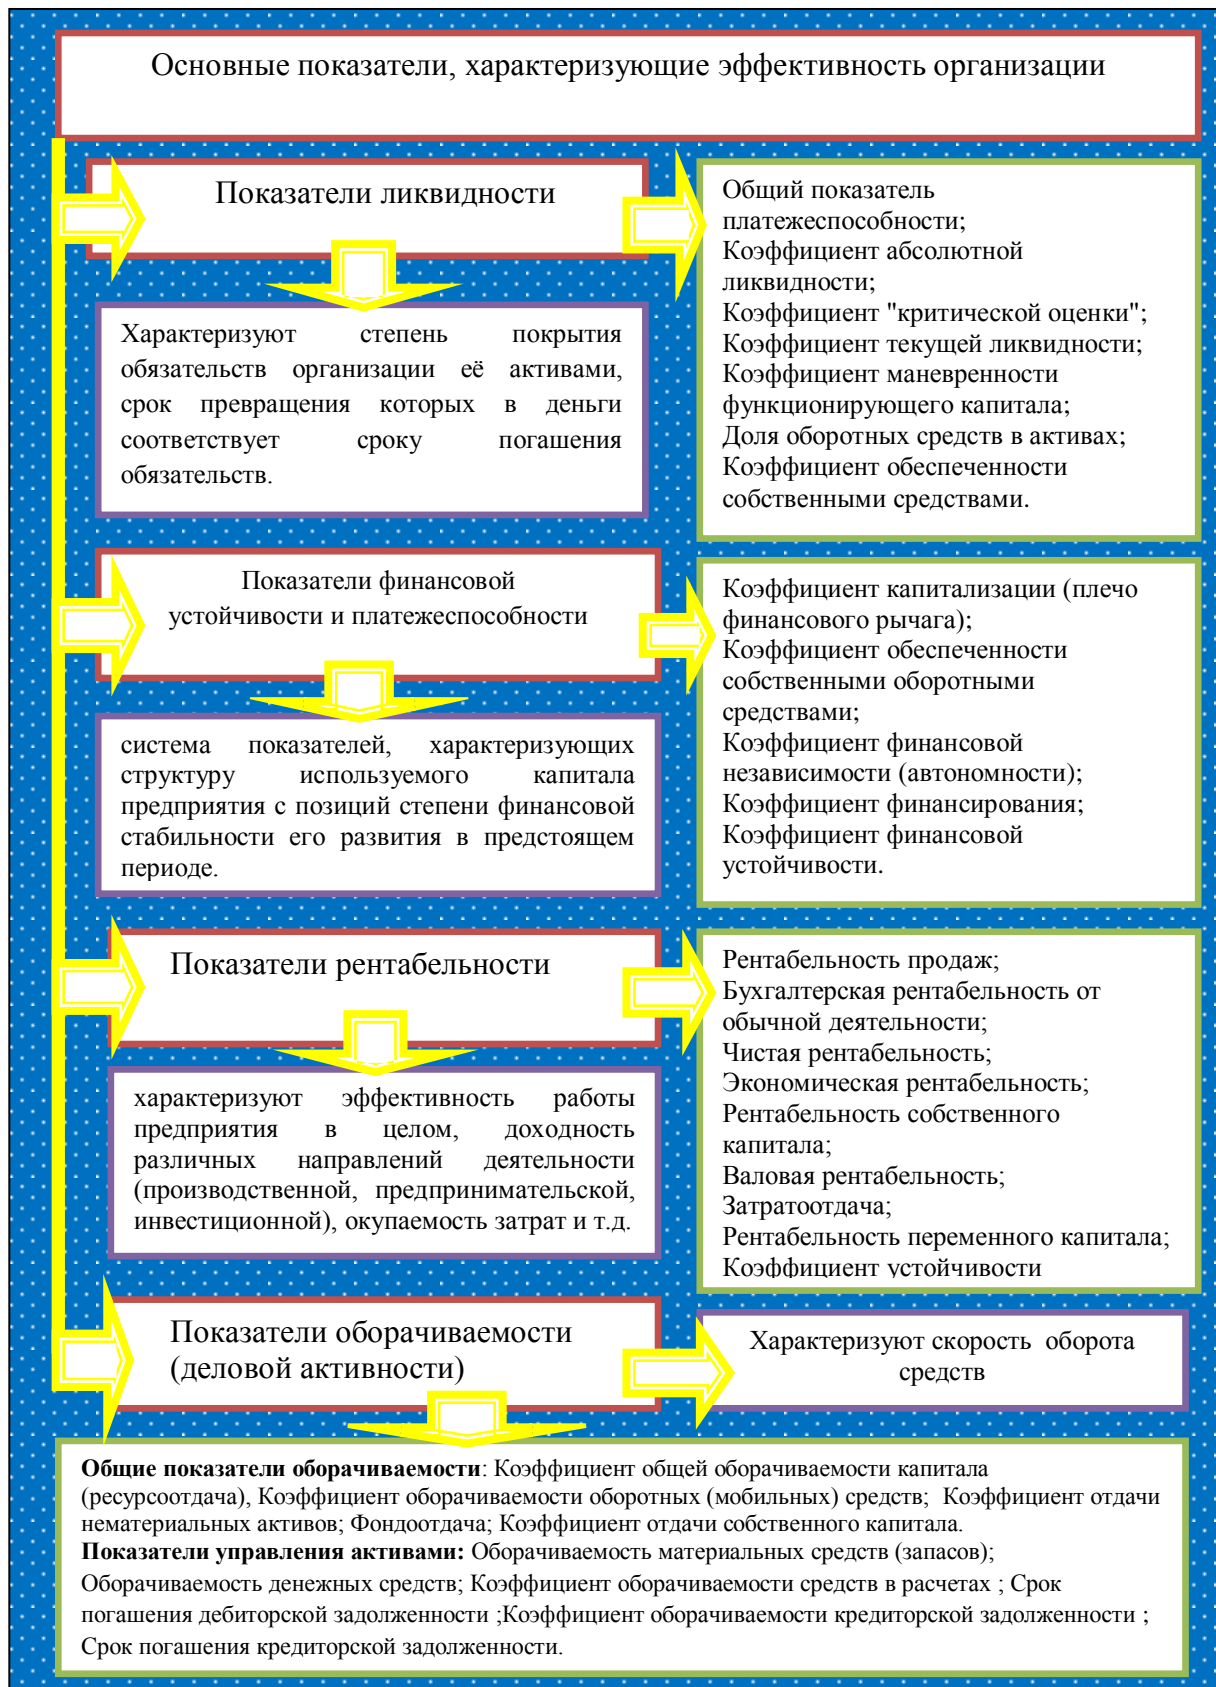 Основные показатели, характеризующие эффективность организации
Показатели ликвидности
Общий показатель
платежеспособности;
Коэффициент абсолютной
ликвидности;
Коэффициент "критической оценки";
Коэффициент текущей ликвидности;
Коэффициент маневренности
функционирующего капитала;
Доля оборотных средств в активах;
Коэффициент обеспеченности
собственными средствами.
Характеризуют степень покрытия
обязательств организации её активами,
срок превращения которых в деньги
соответствует сроку погашения
обязательств.
Показатели финансовой
устойчивости и платежеспособности
Коэффициент капитализации (плечо
финансового рычага);
Коэффициент обеспеченности
собственными оборотными
средствами;
Коэффициент финансовой
независимости (автономности);
Коэффициент финансирования;
Коэффициент финансовой
устойчивости.
система показателей, характеризующих
структуру используемого капитала
предприятия с позиций степени финансовой
стабильности его развития в предстоящем
периоде.
Показатели рентабельности
Рентабельность продаж;
Бухгалтерская рентабельность от
обычной деятельности;
Чистая рентабельность;
Экономическая рентабельность;
Рентабельность собственного
капитала;
Валовая рентабельность;
Затратоотдача;
Рентабельность переменного капитала;
Коэффициент устойчивости
характеризуют эффективность работы
предприятия в целом, доходность
различных направлений деятельности
(производственной, предпринимательской,
инвестиционной), окупаемость затрат и т.д.
Показатели оборачиваемости
(деловой активности)
Характеризуют скорость оборота
средств
Общие показатели оборачиваемости: Коэффициент общей оборачиваемости капитала
(ресурсоотдача), Коэффициент оборачиваемости оборотных (мобильных) средств; Коэффициент отдачи
нематериальных активов; Фондоотдача; Коэффициент отдачи собственного капитала.
Показатели управления активами: Оборачиваемость материальных средств (запасов);
Оборачиваемость денежных средств; Коэффициент оборачиваемости средств в расчетах ; Срок
погашения дебиторской задолженности ;Коэффициент оборачиваемости кредиторской задолженности ;
Срок погашения кредиторской задолженности.